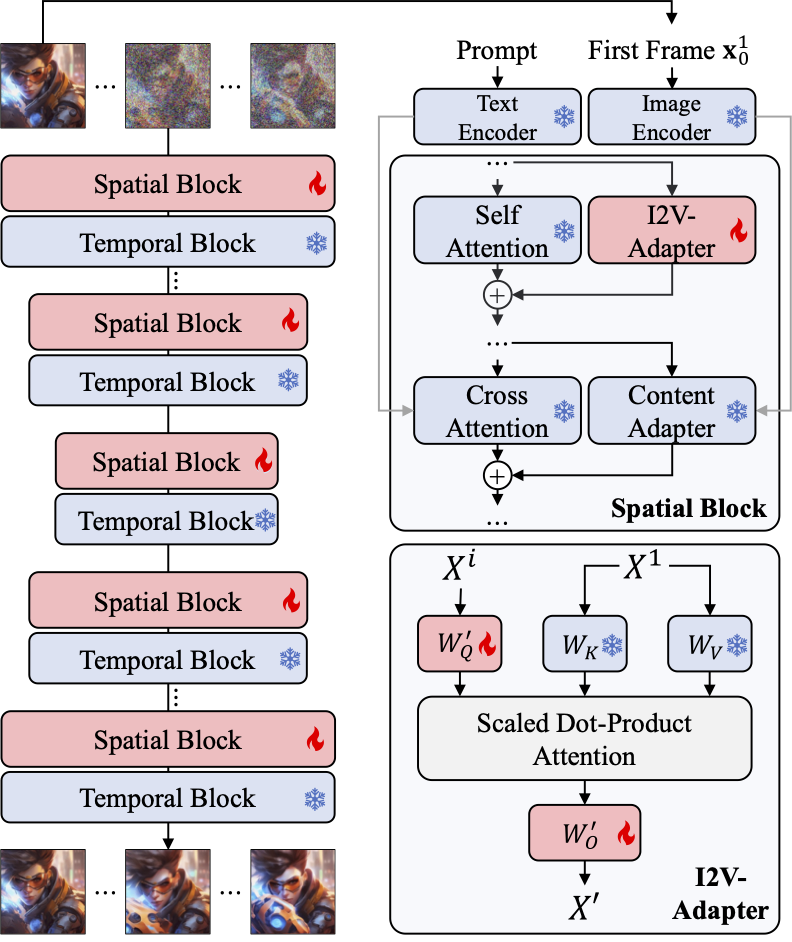 ... ...
Spatial Block
Temporal Block
⋮
Spatial Block
Temporal Block
Spatial Block
Temporal Block
Spatial Block
Temporal Block
⋮
Spatial Block
Temporal Block
... ...
Prompt
First Frame $\mathbf{x}_0^1$
Text
Encoder
Image
Encoder
...
Self
Attention
I2V-
Adapter
+
...
Cross
Attention
Content
Adapter
+
...
Spatial Block
$X^i$
$X^1$
$W_Q'$
$W_K$
$W_V$
Scaled Dot-Product
Attention
$W_O'$
$X'$
I2V-
Adapter